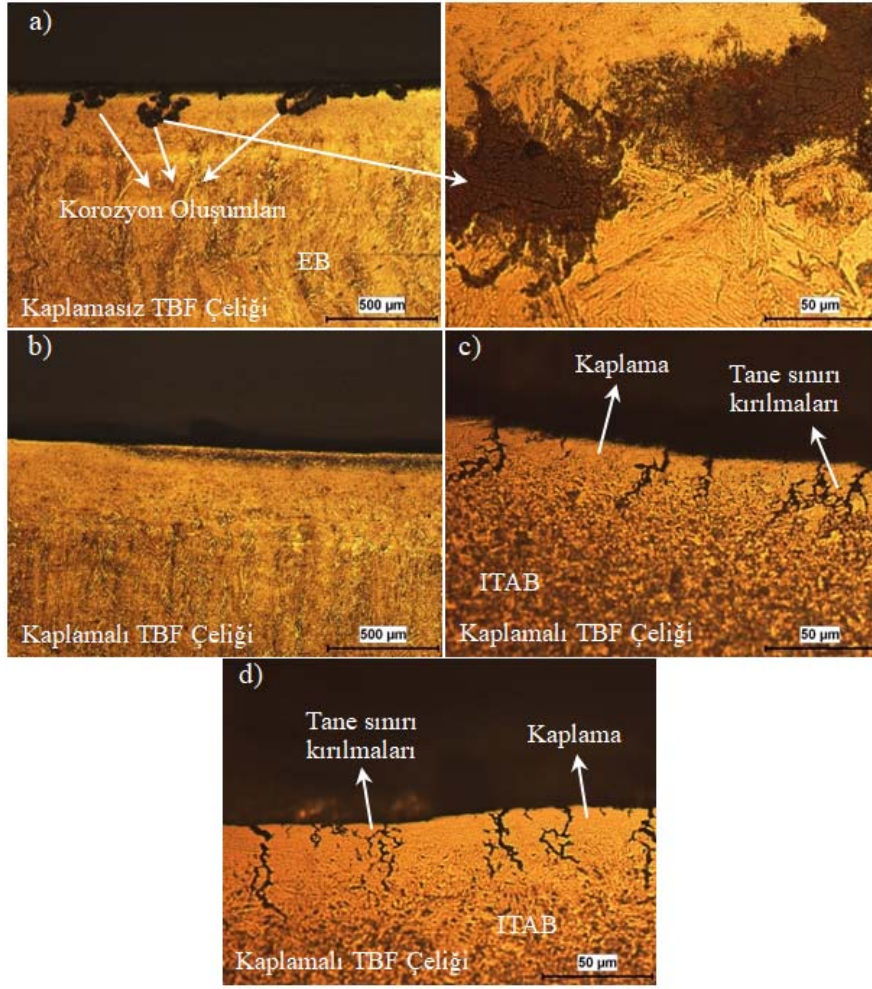 a)
Korozyon Oluşumları
EB
Kaplamasız TBF Çeliği
500 µm
50 µm
b)
Kaplamalı TBF Çeliği
500 µm
c)
Kaplama
Tane sınırı
kırılmaları
ITAB
Kaplamalı TBF Çeliği
50 µm
d)
Tane sınırı
kırılmaları
Kaplama
ITAB
Kaplamalı TBF Çeliği
50 µm